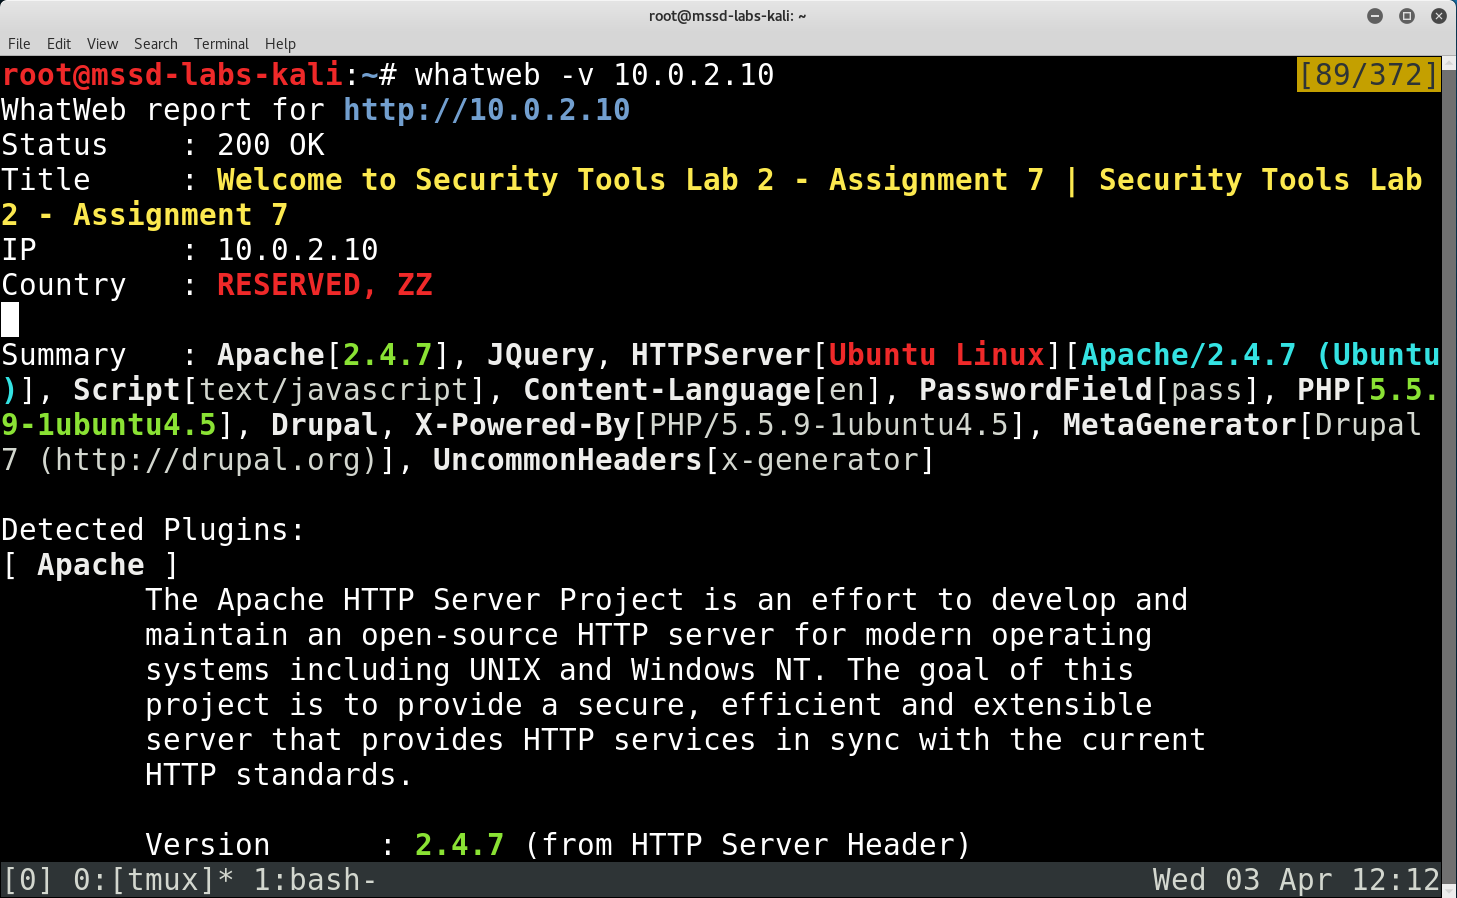 root@mssd-labs-kali: ~
File Edit View Search Terminal Help
root@mssd-labs-kali:~# whatweb -v 10.0.2.10 [89/372]
WhatWeb report for http://10.0.2.10
Status    : 200 OK
Title     : Welcome to Security Tools Lab 2 - Assignment 7 | Security Tools Lab
2 - Assignment 7
IP        : 10.0.2.10
Country   : RESERVED, ZZ
Summary   : Apache[2.4.7], JQuery, HTTPServer[Ubuntu Linux][Apache/2.4.7 (Ubuntu
)], Script[text/javascript], Content-Language[en], PasswordField[pass], PHP[5.5.
9-1ubuntu4.5], Drupal, X-Powered-By[PHP/5.5.9-1ubuntu4.5], MetaGenerator[Drupal
7 (http://drupal.org)], UncommonHeaders[x-generator]
Detected Plugins:
[ Apache ]
The Apache HTTP Server Project is an effort to develop and
maintain an open-source HTTP server for modern operating
systems including UNIX and Windows NT. The goal of this
project is to provide a secure, efficient and extensible
server that provides HTTP services in sync with the current
HTTP standards.
Version      : 2.4.7 (from HTTP Server Header)
[0] 0:[tmux]* 1:bash- Wed 03 Apr 12:12